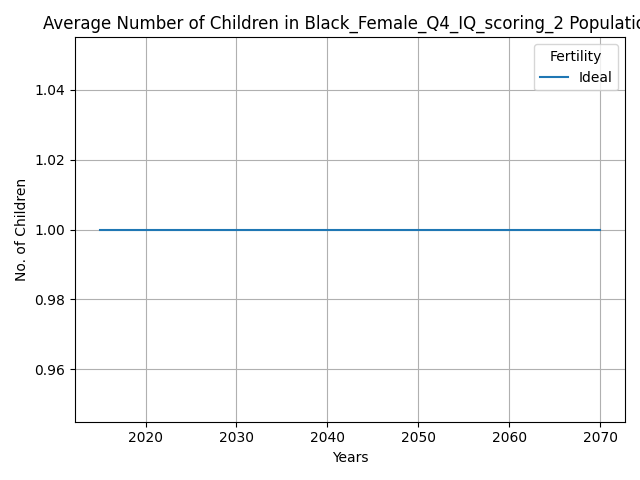 Average Number of Children in Black_Female_Q4_IQ_scoring_2 Populatio
Fertility
Ideal
1.04
1.02
1.00
0.98
0.96
No. of Children
2020 2030 2040 2050 2060 2070
Years